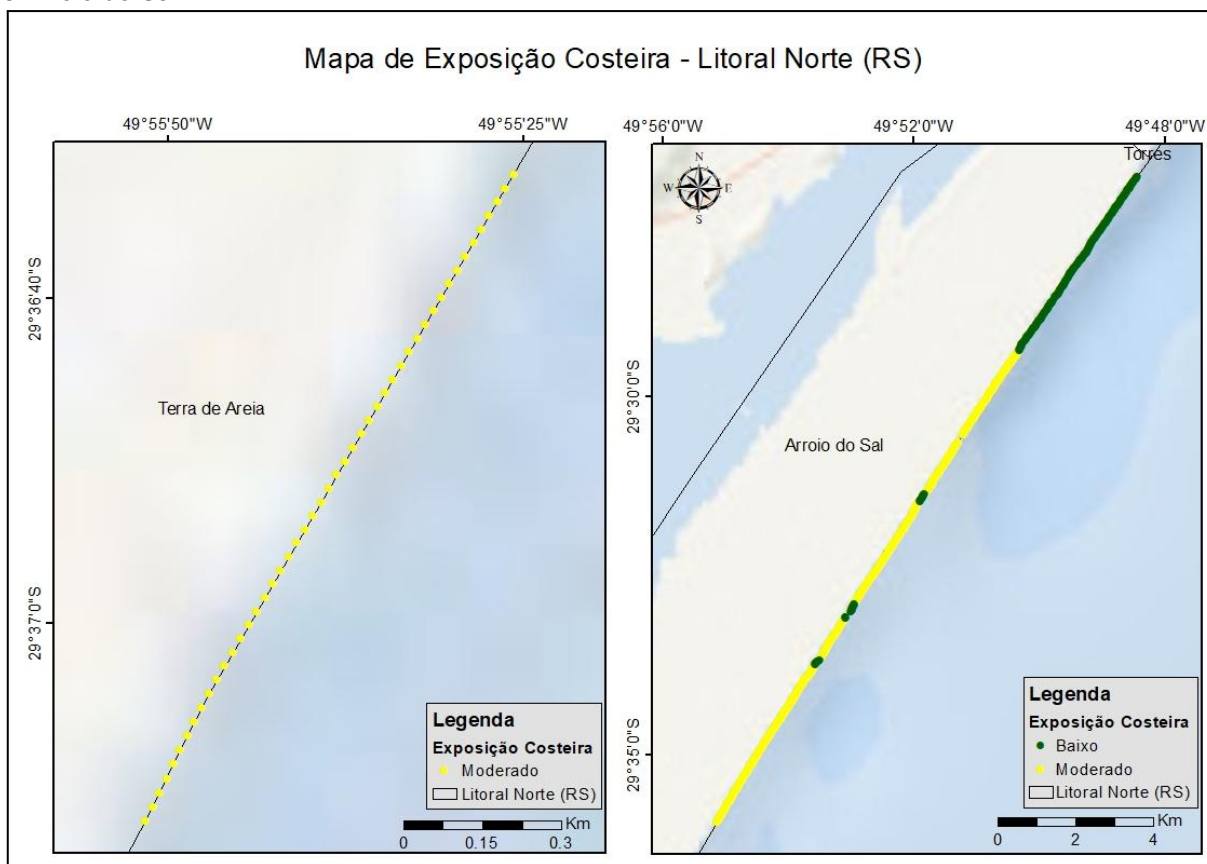 Mapa de Exposição Costeira - Litoral Norte (RS)
49°55'50"W
49°55'25"W
29°36'40"S
29°37'0"S
Terra de Areia
Legenda
Exposição Costeira
Moderado
Litoral Norte (RS)
Km
0 0.15 0.3
49°56'0"W
49°52'0"W
49°48'0"W
Torres
N
W E
S
29°30'0"S
29°35'0"S
Arroio do Sal
Legenda
Exposição Costeira
Baixo
Moderado
Litoral Norte (RS)
Km
0 2 4